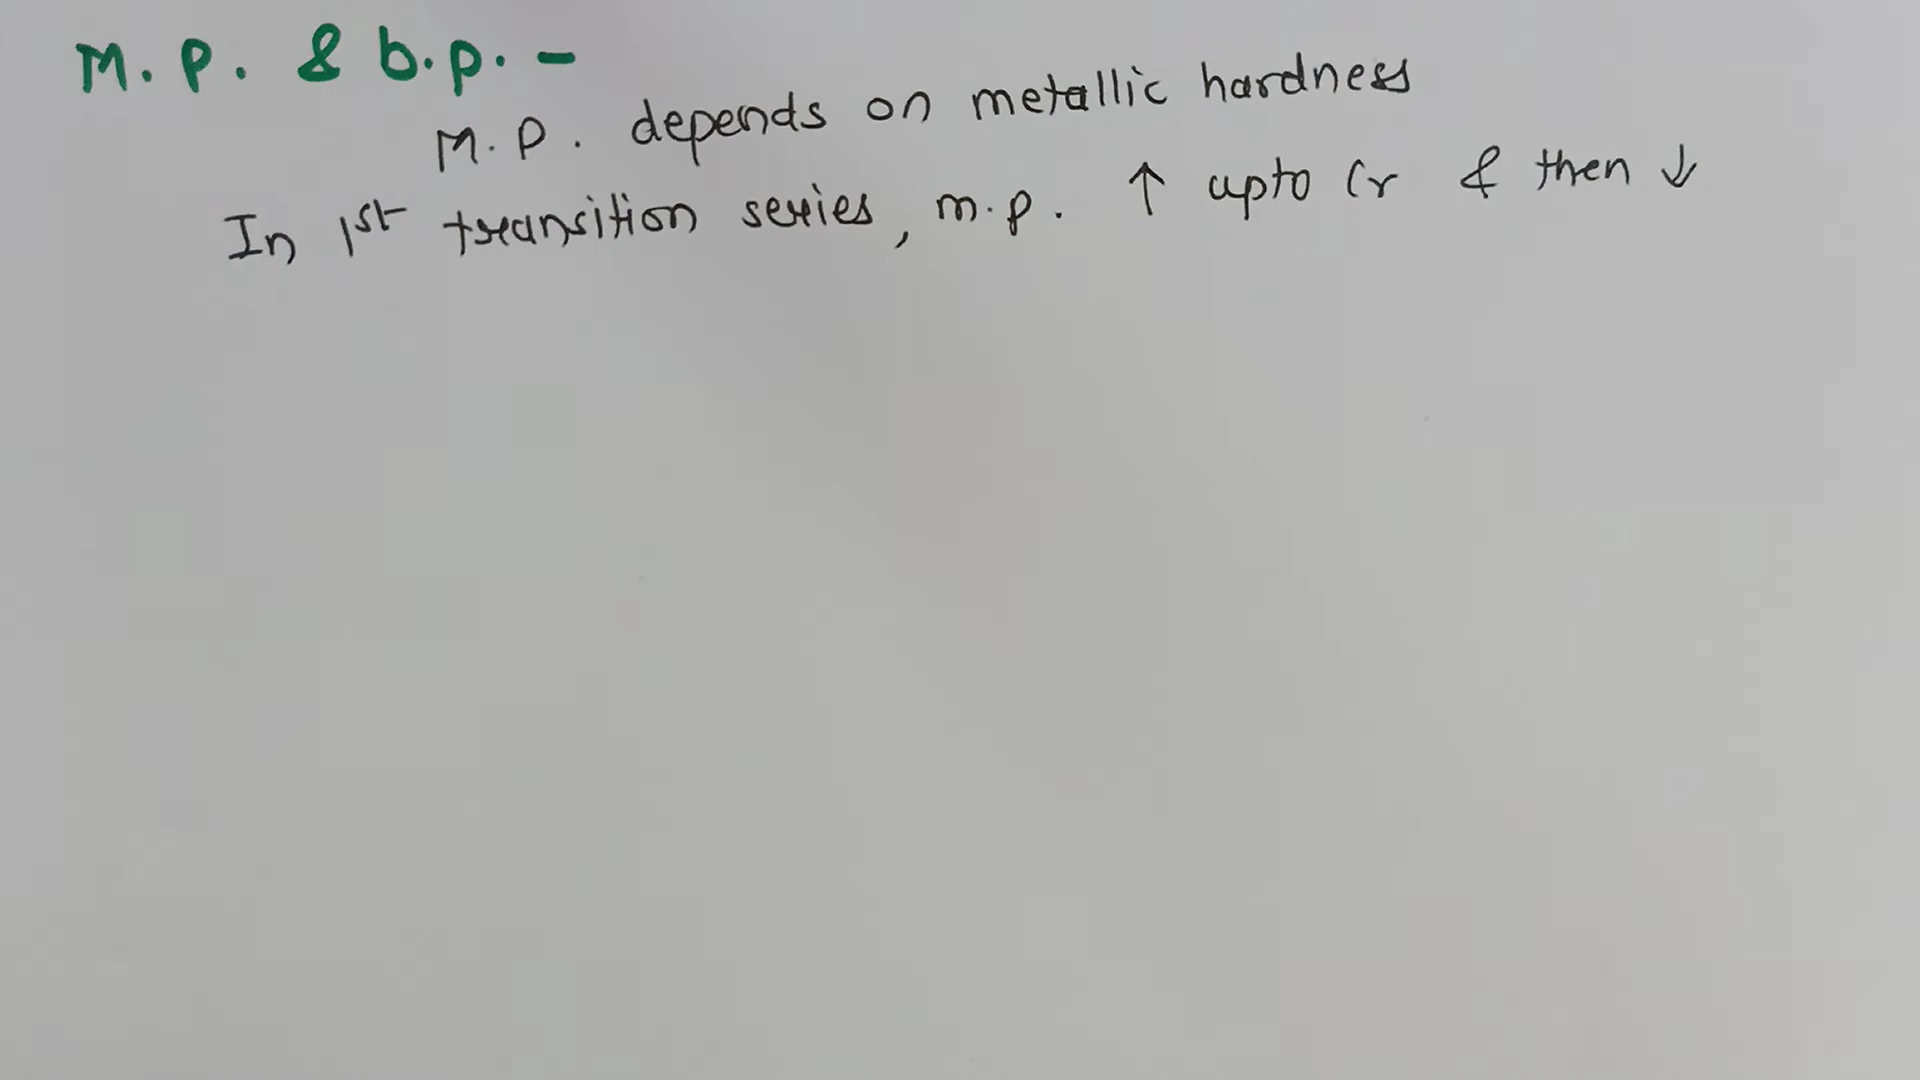 M.P. & b.p. -
M.P. depends on metallic hardness
In 1st transition series, m.p. ↑ upto Cr & then ↓